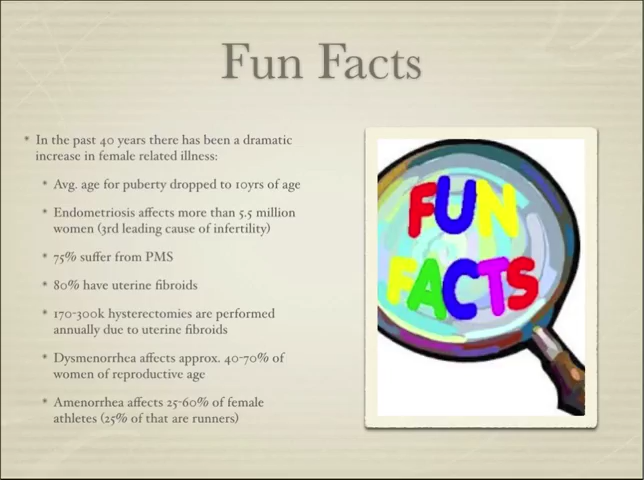 Fun Facts
* In the past 40 years there has been a dramatic
increase in female related illness:
* Avg. age for puberty dropped to 10yrs of age
* Endometriosis affects more than 5.5 million
women (3rd leading cause of infertility)
* 75% suffer from PMS
* 80% have uterine fibroids
* 170-300k hysterectomies are performed
annually due to uterine fibroids
* Dysmenorrhea affects approx. 40-70% of
women of reproductive age
* Amenorrhea affects 25-60% of female
athletes (25% of that are runners)
FUN
FACTS